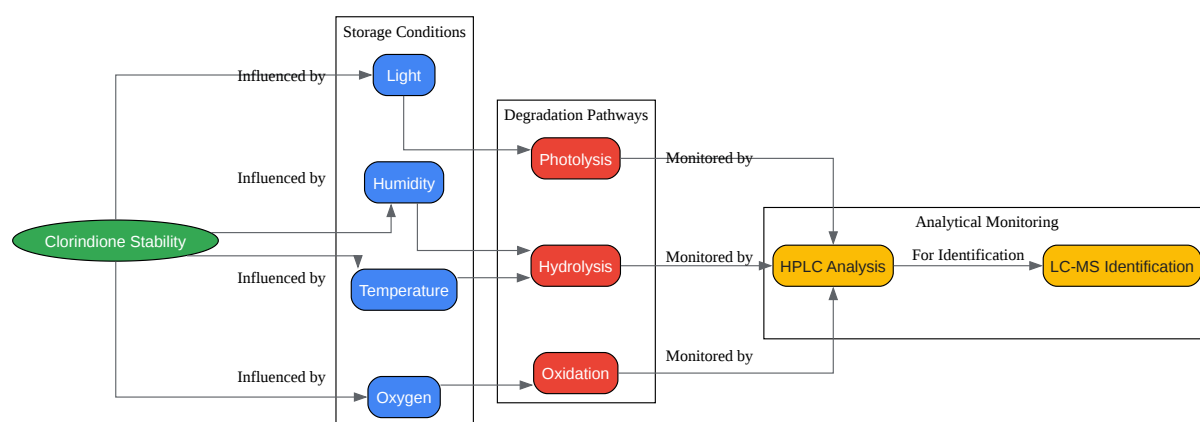 Storage Conditions
Influenced by
Light
Degradation Pathways
Photolysis
Monitored by
Influenced by
Humidity
Analytical Monitoring
Clorindione Stability
Hydrolysis
Monitored by
HPLC Analysis
For Identification
LC-MS Identification
Influenced by
Temperature
Monitored by
Oxidation
Influenced by
Oxygen